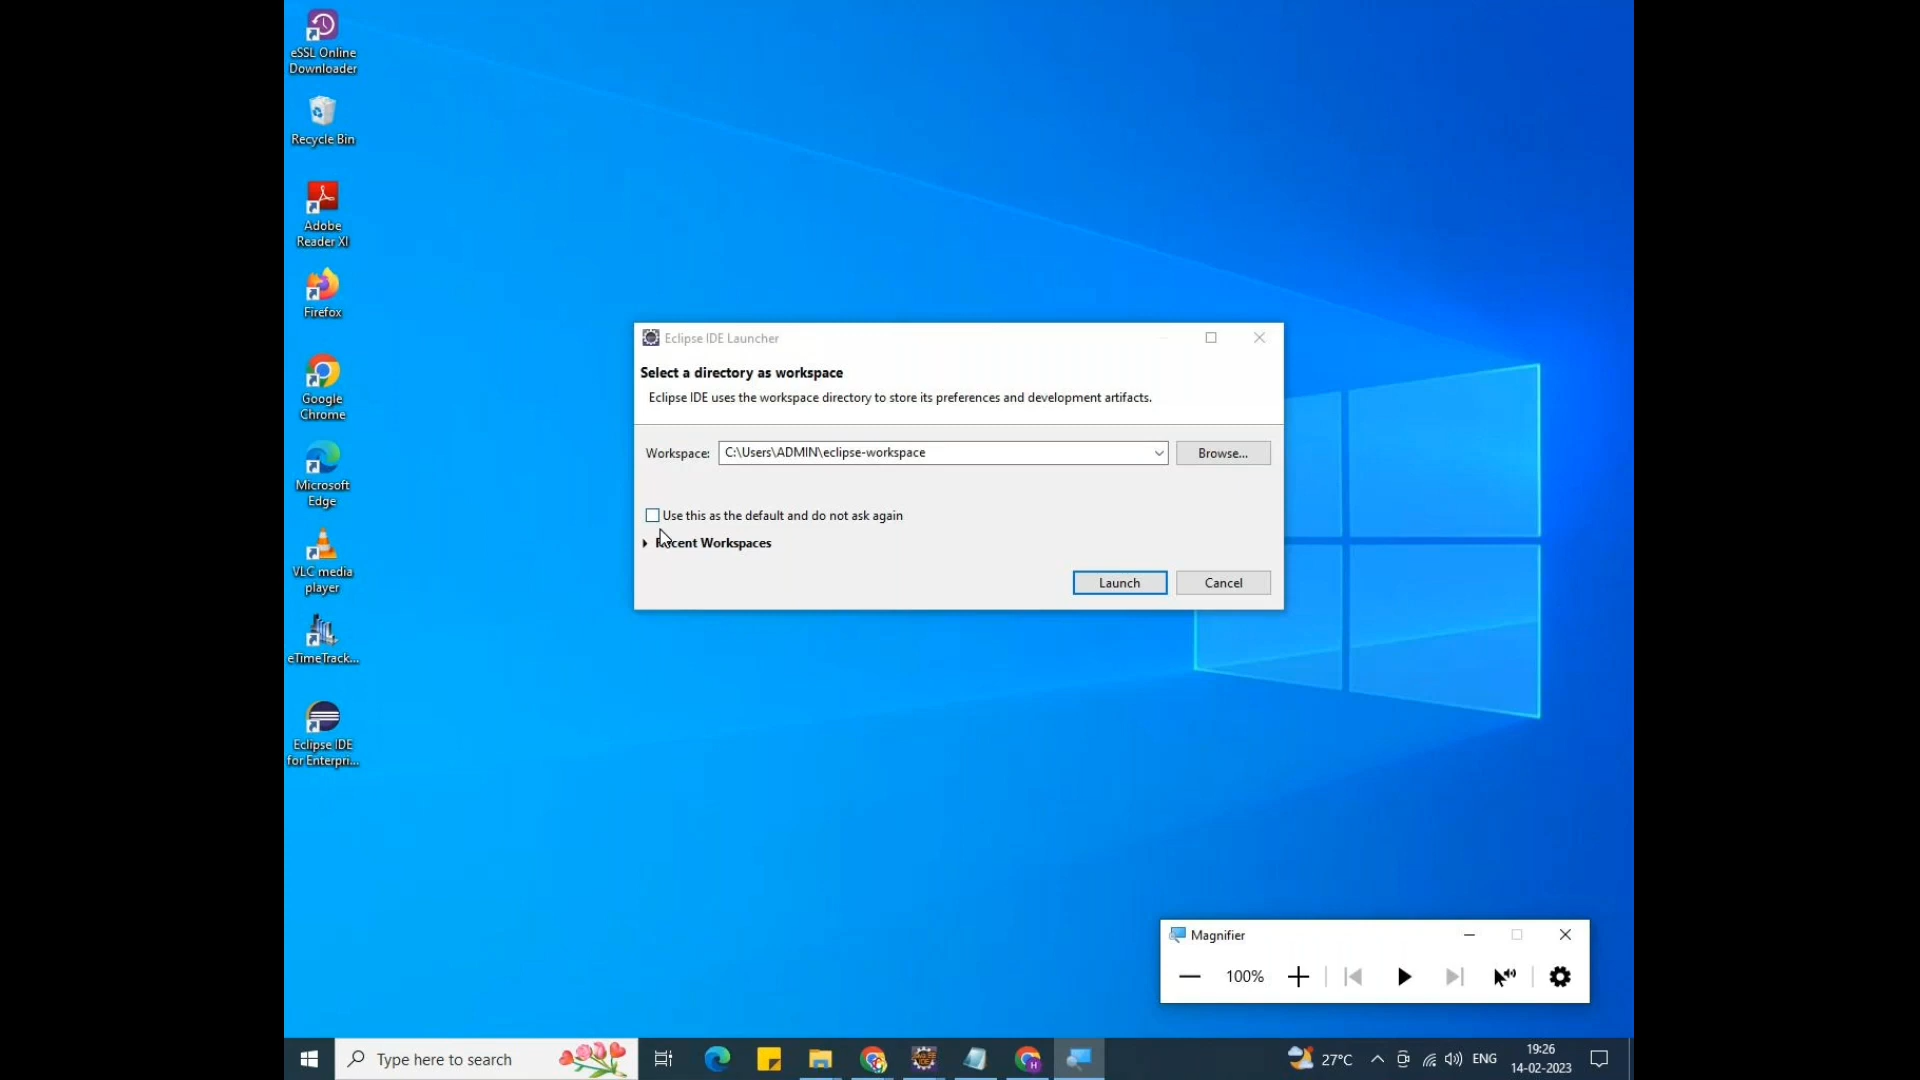 eSSL Online
Downloader
Recycle Bin
Adobe
Reader XI
Firefox
Google
Chrome
Microsoft
Edge
VLC media
player
eTimeTrack...
Eclipse IDE
for Enterpri...
Eclipse IDE Launcher
Select a directory as workspace
Eclipse IDE uses the workspace directory to store its preferences and development artifacts.
Workspace: C:\Users\ADMIN\eclipse-workspace Browse...
Use this as the default and do not ask again
Recent Workspaces
Launch Cancel
Magnifier
100%
Type here to search
27°C ENG
19:26
14-02-2023